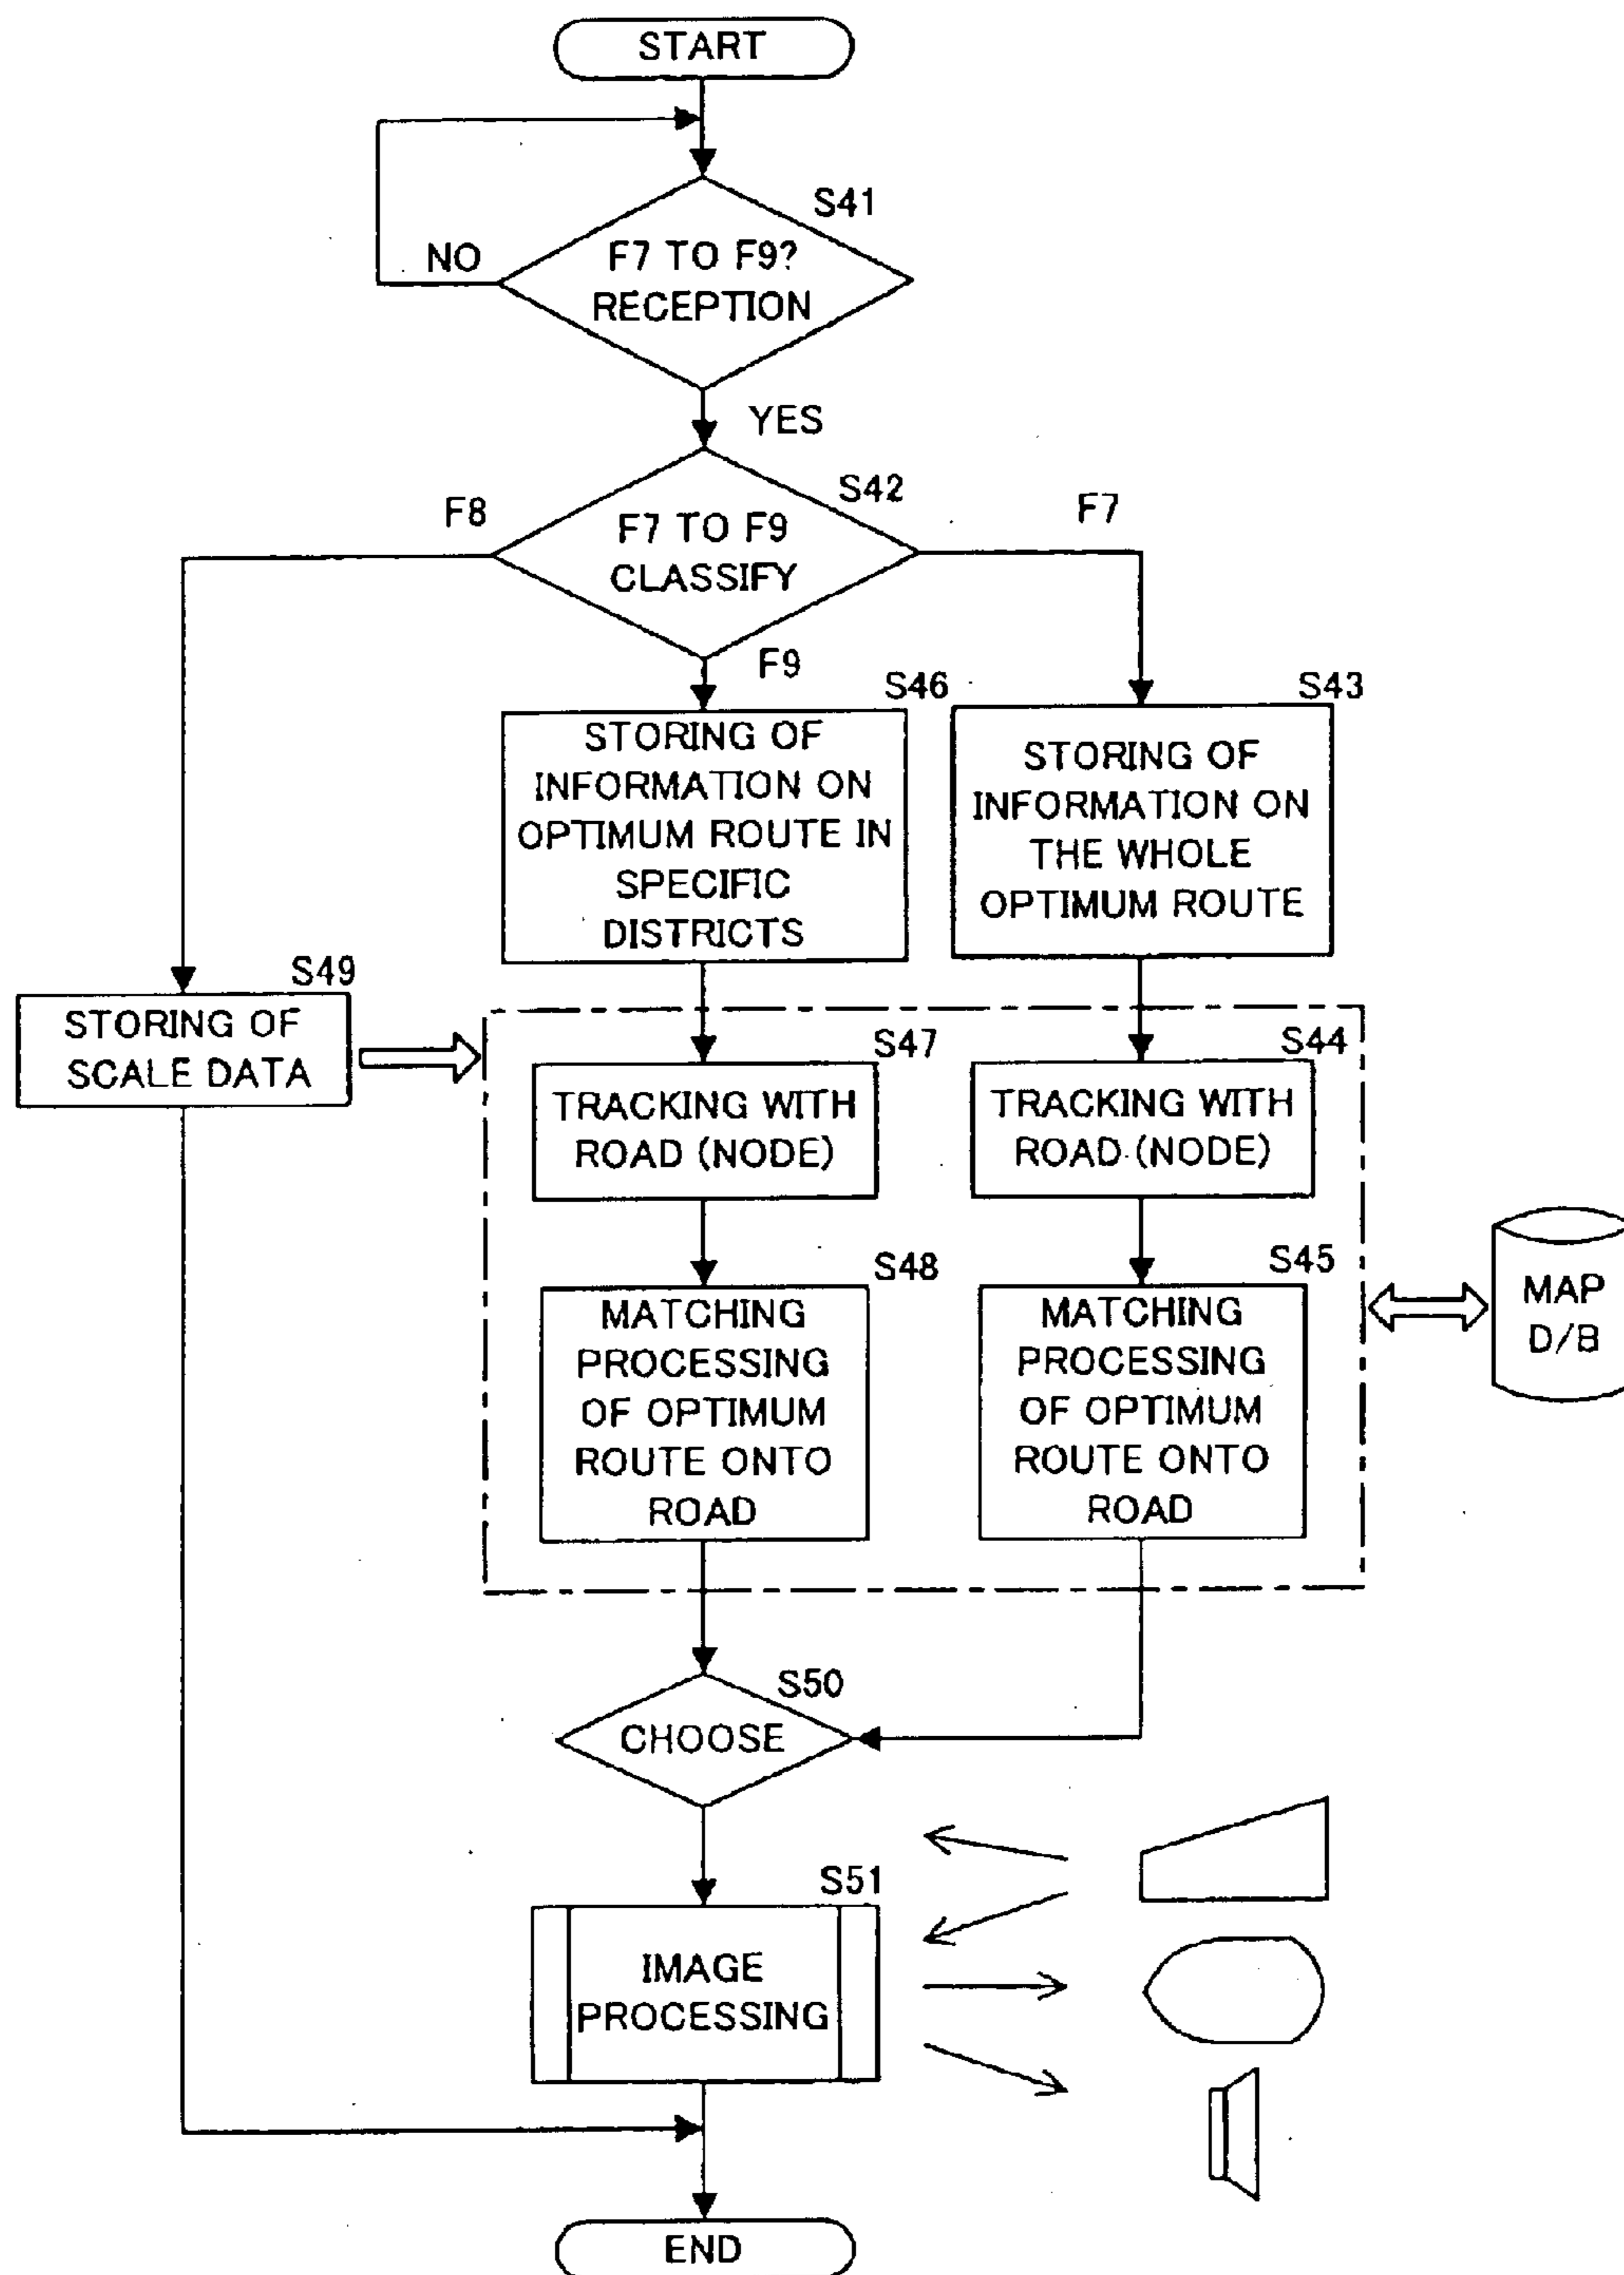 START
S41
NO
F7 TO F9?
RECEPTION
YES
S42
F8
F7
F7 TO F9
CLASSIFY
F9
S46
STORING OF
INFORMATION ON
OPTIMUM ROUTE IN
SPECIFIC
DISTRICTS
S43
STORING OF
INFORMATION ON
THE WHOLE
OPTIMUM ROUTE
S49
STORING OF
SCALE DATA
S47
TRACKING WITH
ROAD (NODE)
S44
TRACKING WITH
ROAD (NODE)
S48
MATCHING
PROCESSING
OF OPTIMUM
ROUTE ONTO
ROAD
S45
MATCHING
PROCESSING
OF OPTIMUM
ROUTE ONTO
ROAD
MAP
D/B
S50
CHOOSE
S51
IMAGE
PROCESSING
END